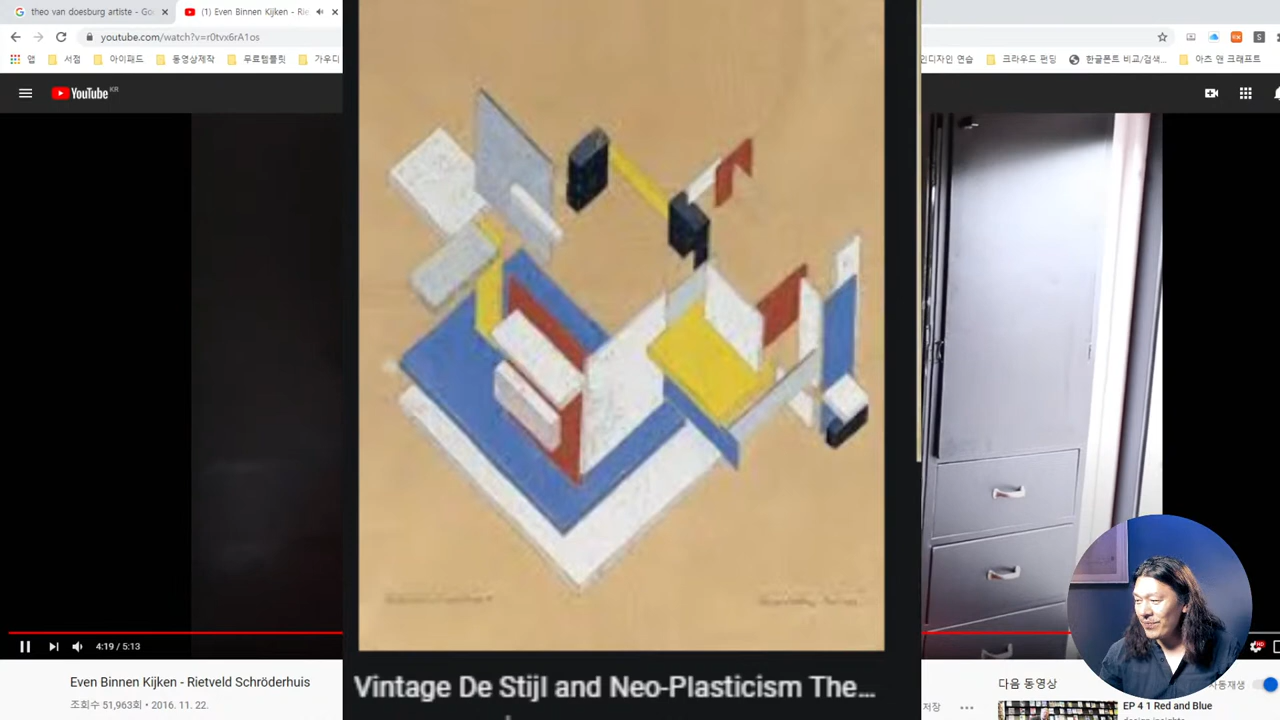 theo van doesburg artiste - Go
(1) Even Binnen Kijken - Rie
youtube.com/watch?v=r0tvx6rA1os
앱
서점
아이패드
동영상제작
무료템플릿
가우디
인디자인 연습
크라우드 펀딩
한글폰트 비교/검색...
아츠 앤 크래프트
YouTube KR
4:19 / 5:13
Even Binnen Kijken - Rietveld Schröderhuis
조회수 51,963회 • 2016. 11. 22.
저장
Vintage De Stijl and Neo-Plasticism The...
다음 동영상
자동재생
EP 4 1 Red and Blue
design insights